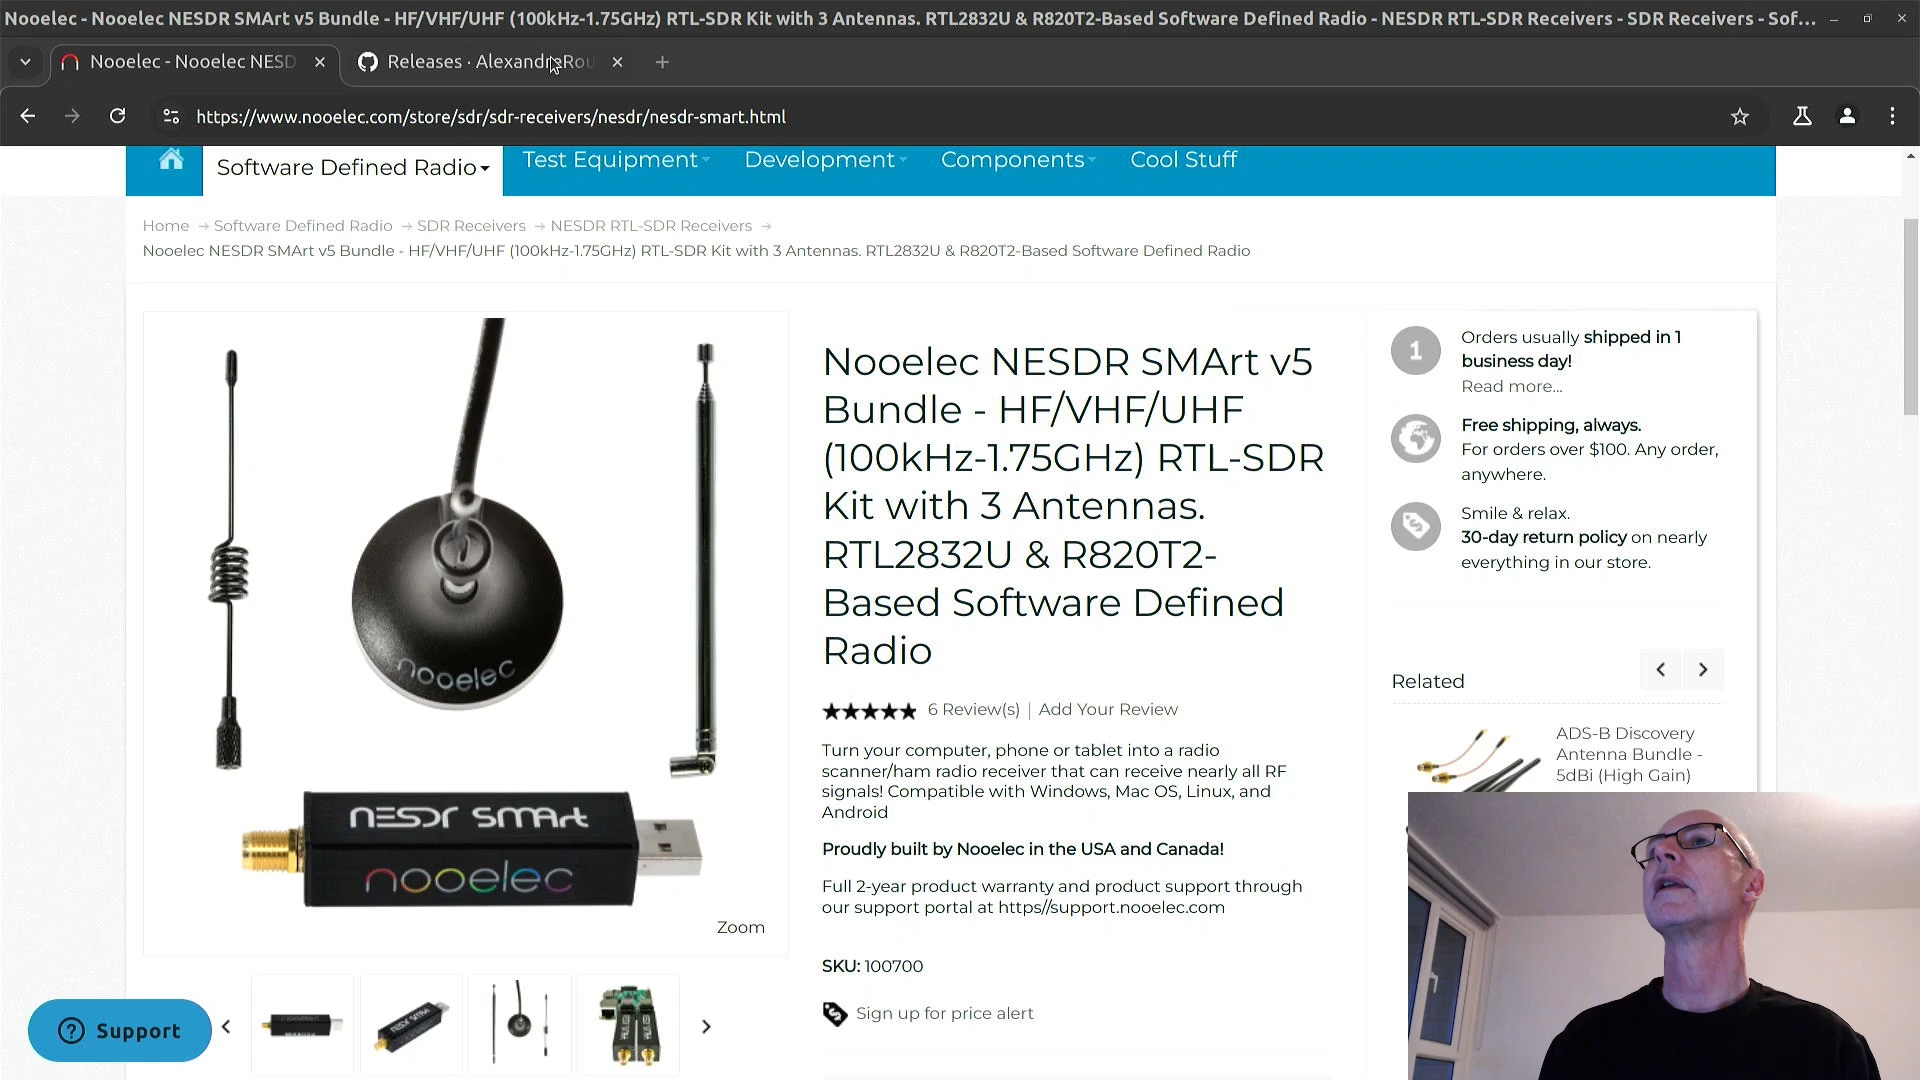 Nooelec - Nooelec NESDR SMArt v5 Bundle - HF/VHF/UHF (100kHz-1.75GHz) RTL-SDR Kit with 3 Antennas. RTL2832U & R820T2-Based Software Defined Radio - NESDR RTL-SDR Receivers - SDR Receivers - Sof...
Nooelec - Nooelec NESD
Releases · AlexandreRou
https://www.nooelec.com/store/sdr/sdr-receivers/nesdr/nesdr-smart.html
Software Defined Radio
Test Equipment
Development
Components
Cool Stuff
Home → Software Defined Radio → SDR Receivers → NESDR RTL-SDR Receivers →
Nooelec NESDR SMArt v5 Bundle - HF/VHF/UHF (100kHz-1.75GHz) RTL-SDR Kit with 3 Antennas. RTL2832U & R820T2-Based Software Defined Radio
nooelec
NESDR SMArt
nooelec
Zoom
Support
Nooelec NESDR SMArt v5
Bundle - HF/VHF/UHF
(100kHz-1.75GHz) RTL-SDR
Kit with 3 Antennas.
RTL2832U & R820T2-
Based Software Defined
Radio
6 Review(s) | Add Your Review
Turn your computer, phone or tablet into a radio
scanner/ham radio receiver that can receive nearly all RF
signals! Compatible with Windows, Mac OS, Linux, and
Android
Proudly built by Nooelec in the USA and Canada!
Full 2-year product warranty and product support through
our support portal at https//support.nooelec.com
SKU: 100700
Sign up for price alert
1
Orders usually shipped in 1
business day!
Read more...
Free shipping, always.
For orders over $100. Any order,
anywhere.
Smile & relax.
30-day return policy on nearly
everything in our store.
Related
ADS-B Discovery
Antenna Bundle -
5dBi (High Gain)